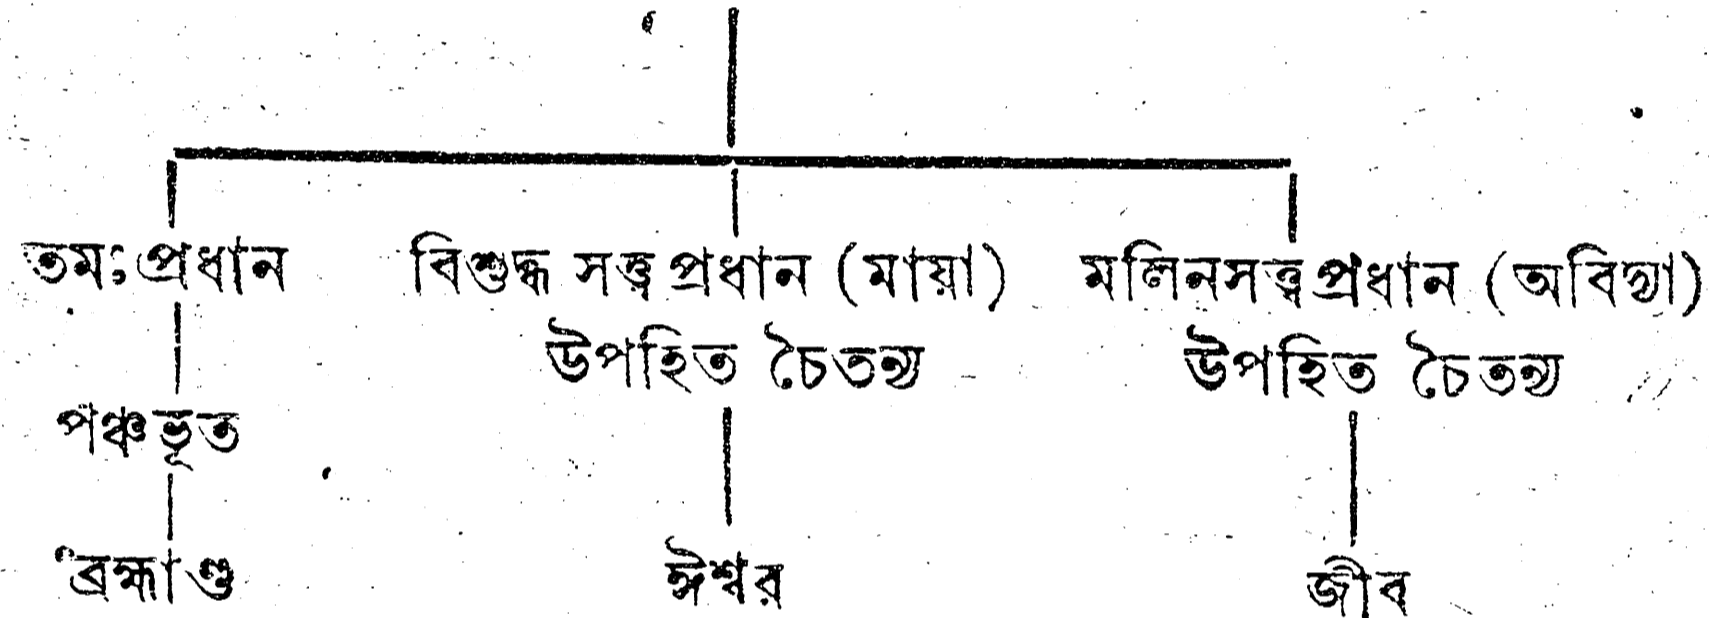 তমঃপ্রধান বিশুদ্ধ সত্ত্বপ্রধান (মায়া) মলিনসত্ত্বপ্রধান (অবিদ্যা)
উপহিত চৈতন্য উপহিত চৈতন্য
পঞ্চভূত
ব্রহ্মাণ্ড ঈশ্বর জীব